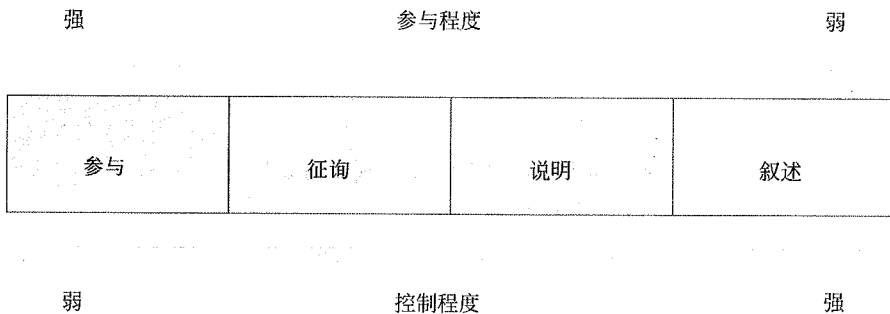 强 参与程度 弱
参与 征询 说明 叙述
弱 控制程度 强